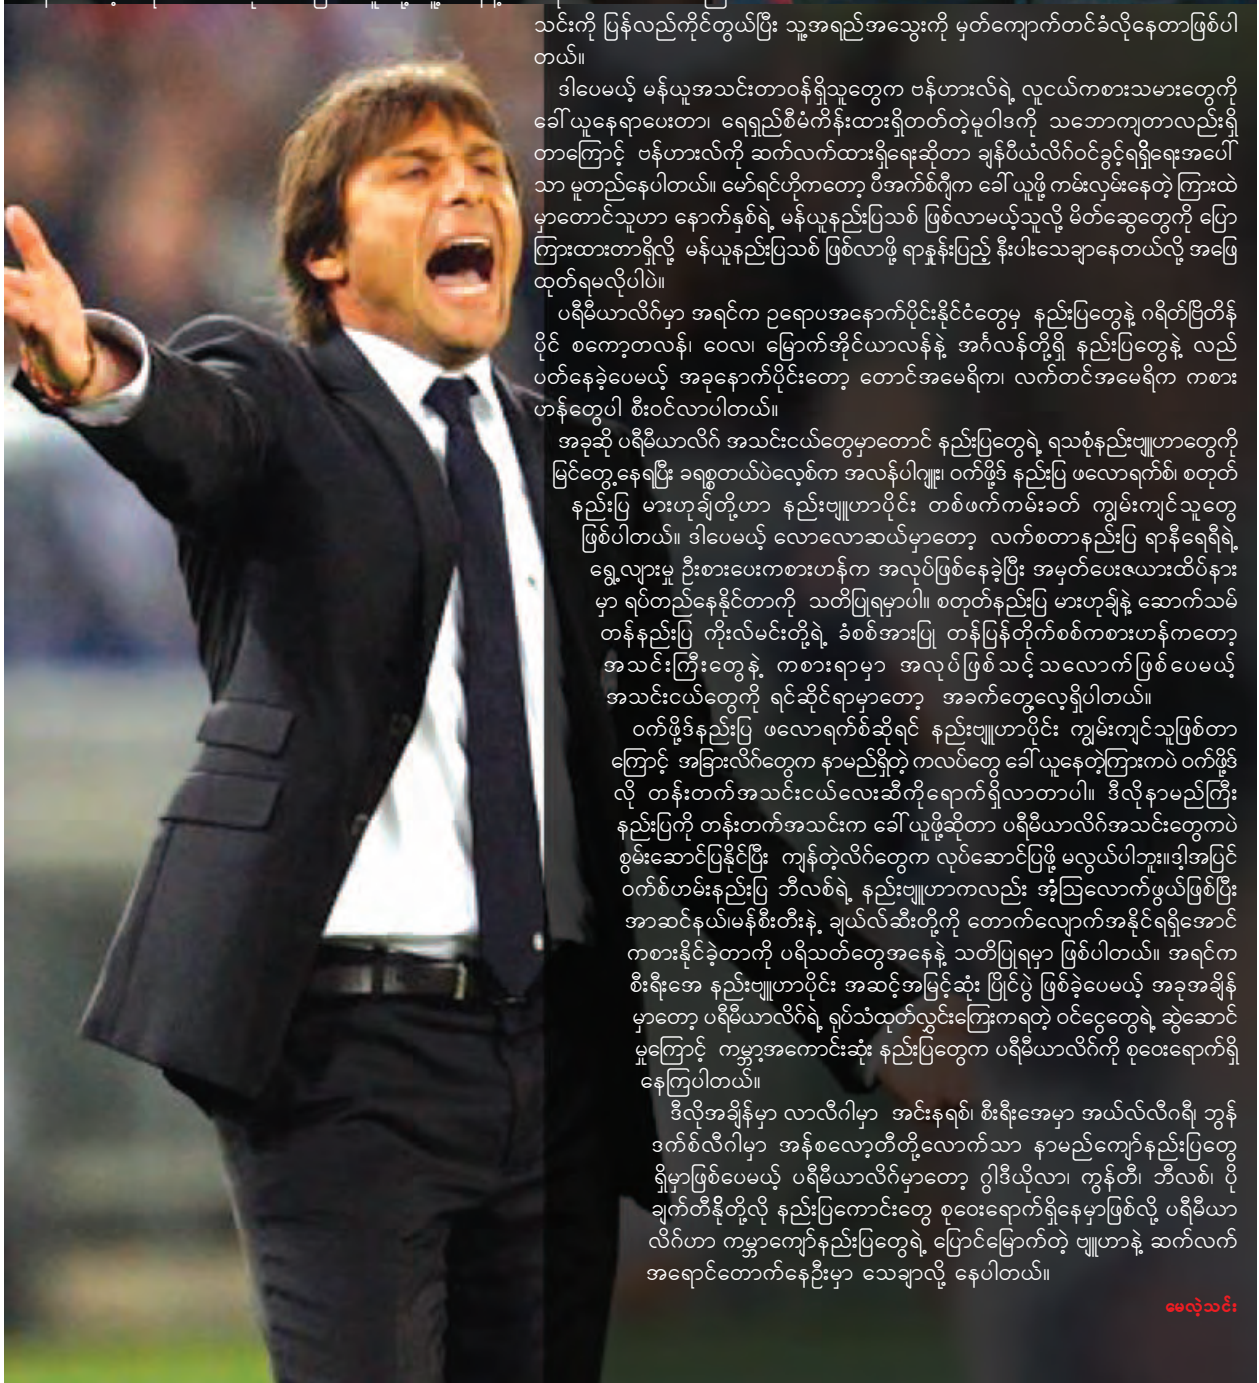 သင်းကို ပြန်လည်ကိုင်တွယ်ပြီး သူ့အရည်အသွေးကို မှတ်ကျောက်တင်ခံလိုနေတာဖြစ်ပါ
တယ်။
ဒါပေမယ့် မန်ယူအသင်းတာဝန်ရှိသူတွေက ဗန်ဟားလ်ရဲ့ လူငယ်ကစားသမားတွေကို
ခေါ်ယူနေရာပေးတာ၊ ရေရှည်စီမံကိန်းထားရှိတတ်တဲ့မူဝါဒကို သဘောကျတာလည်းရှိ
တာကြောင့် ဗန်ဟားလ်ကို ဆက်လက်ထားရှိရေးဆိုတာ ချန်ပီယံလိဂ်ဝင်ခွင့်ရရှိရေးအပေါ်
သာ မူတည်နေပါတယ်။ မော်ရင်ဟိုကတော့ ပီအက်စ်ဂျီက ခေါ်ယူဖို့ ကမ်းလှမ်းနေတဲ့ ကြားထဲ
မှာတောင်သူဟာ နောက်နှစ်ရဲ့ မန်ယူနည်းပြသစ် ဖြစ်လာမယ့်သူလို့ မိတ်ဆွေတွေကို ပြော
ကြားထားတာရှိလို့ မန်ယူနည်းပြသစ် ဖြစ်လာဖို့ ရာနှုန်းပြည့် နီးပါးသေချာနေတယ်လို့ အဖြေ
ထုတ်ရမလိုပါပဲ။
ပရီမီယာလိဂ်မှာ အရင်က ဥရောပအနောက်ပိုင်းနိုင်ငံတွေမှ နည်းပြတွေနဲ့ ဂရိတ်ဗြိတိန်
ပိုင် စကော့တလန်၊ ဝေလ၊ မြောက်အိုင်ယာလန်နဲ့ အင်္ဂလန်တို့ရှိ နည်းပြတွေနဲ့ လည်
ပတ်နေခဲ့ပေမယ့် အခုနောက်ပိုင်းတော့ တောင်အမေရိက၊ လက်တင်အမေရိက ကစား
ဟန်တွေပါ စီးဝင်လာပါတယ်။
အခုဆို ပရီမီယာလိဂ် အသင်းငယ်တွေမှာတောင် နည်းပြတွေရဲ့ ရသစုံနည်းဗျူဟာတွေကို
မြင်တွေ့နေရပြီး ခရစ္စတယ်ပဲလေ့စ်က အလန်ပါဂျူး၊ ဝက်ဖို့ဒ် နည်းပြ ဖလောရက်စ်၊ စတုတ်
နည်းပြ မားဟုချ်တို့ဟာ နည်းဗျူဟာပိုင်း တစ်ဖက်ကမ်းခတ် ကျွမ်းကျင်သူတွေ
ဖြစ်ပါတယ်။ ဒါပေမယ့် လောလောဆယ်မှာတော့ လက်စတာနည်းပြ ရာနီရေရီရဲ့
ရွေ့လျားမှု ဦးစားပေးကစားဟန်က အလုပ်ဖြစ်နေခဲ့ပြီး အမှတ်ပေးဇယားထိပ်နား
မှာ ရပ်တည်နေနိုင်တာကို သတိပြုရမှာပါ။ စတုတ်နည်းပြ မားဟုချ်နဲ့ ဆောက်သမ်
တန်နည်းပြ ကိုးလ်မင်းတို့ရဲ့ ခံစစ်အားပြု တန်ပြန်တိုက်စစ်ကစားဟန်ကတော့
အသင်းကြီးတွေနဲ့ ကစားရာမှာ အလုပ်ဖြစ်သင့်သလောက်ဖြစ်ပေမယ့်
အသင်းငယ်တွေကို ရင်ဆိုင်ရာမှာတော့ အခက်တွေ့လေ့ရှိပါတယ်။
ဝက်ဖို့ဒ်နည်းပြ ဖလောရက်စ်ဆိုရင် နည်းဗျူဟာပိုင်း ကျွမ်းကျင်သူဖြစ်တာ
ကြောင့် အခြားလိဂ်တွေက နာမည်ရှိတဲ့ ကလပ်တွေ ခေါ်ယူနေတဲ့ကြားကပဲ ဝက်ဖို့ဒ်
လို တန်းတက်အသင်းငယ်လေးဆီကိုရောက်ရှိလာတာပါ။ ဒီလိုနာမည်ကြီး
နည်းပြကို တန်းတက်အသင်းက ခေါ်ယူဖို့ဆိုတာ ပရီမီယာလိဂ်အသင်းတွေကပဲ
စွမ်းဆောင်ပြနိုင်ပြီး ကျန်တဲ့လိဂ်တွေက လုပ်ဆောင်ပြဖို့ မလွယ်ပါဘူး။ဒါ့အပြင်
ဝက်စ်ဟမ်းနည်းပြ ဘီလစ်ရဲ့ နည်းဗျူဟာကလည်း အံ့ဩလောက်ဖွယ်ဖြစ်ပြီး
အာဆင်နယ်၊မန်စီးတီးနဲ့ ချယ်လ်ဆီးတို့ကို တောက်လျှောက်အနိုင်ရရှိအောင်
ကစားနိုင်ခဲ့တာကို ပရိသတ်တွေအနေနဲ့ သတိပြုရမှာ ဖြစ်ပါတယ်။ အရင်က
စီးရီးအေ နည်းဗျူဟာပိုင်း အဆင့်အမြင့်ဆုံး ပြိုင်ပွဲ ဖြစ်ခဲ့ပေမယ့် အခုအချိန်
မှာတော့ ပရီမီယာလိဂ်ရဲ့ ရုပ်သံထုတ်လွှင့်ကြေးကရတဲ့ ဝင်ငွေတွေရဲ့ ဆွဲဆောင်
မှုကြောင့် ကမ္ဘာ့အကောင်းဆုံး နည်းပြတွေက ပရီမီယာလိဂ်ကို စုဝေးရောက်ရှိ
နေကြပါတယ်။
ဒီလိုအချိန်မှာ လာလီဂါမှာ အင်းနရစ်၊ စီးရီးအေမှာ အယ်လ်လီဂရီ၊ ဘွန်
ဒက်စ်လီဂါမှာ အန်စလော့တီတို့လောက်သာ နာမည်ကျော်နည်းပြတွေ
ရှိမှာဖြစ်ပေမယ့် ပရီမီယာလိဂ်မှာတော့ ဂွါဒီယိုလာ၊ ကွန်တီ၊ ဘီလစ်၊ ပို
ချက်တီနိုတို့လို နည်းပြကောင်းတွေ စုဝေးရောက်ရှိနေမှာဖြစ်လို့ ပရီမီယာ
လိဂ်ဟာ ကမ္ဘာကျော်နည်းပြတွေရဲ့ ပြောင်မြောက်တဲ့ ဗျူဟာနဲ့ ဆက်လက်
အရောင်တောက်နေဦးမှာ သေချာလို့ နေပါတယ်။
မေလဲ့သင်း